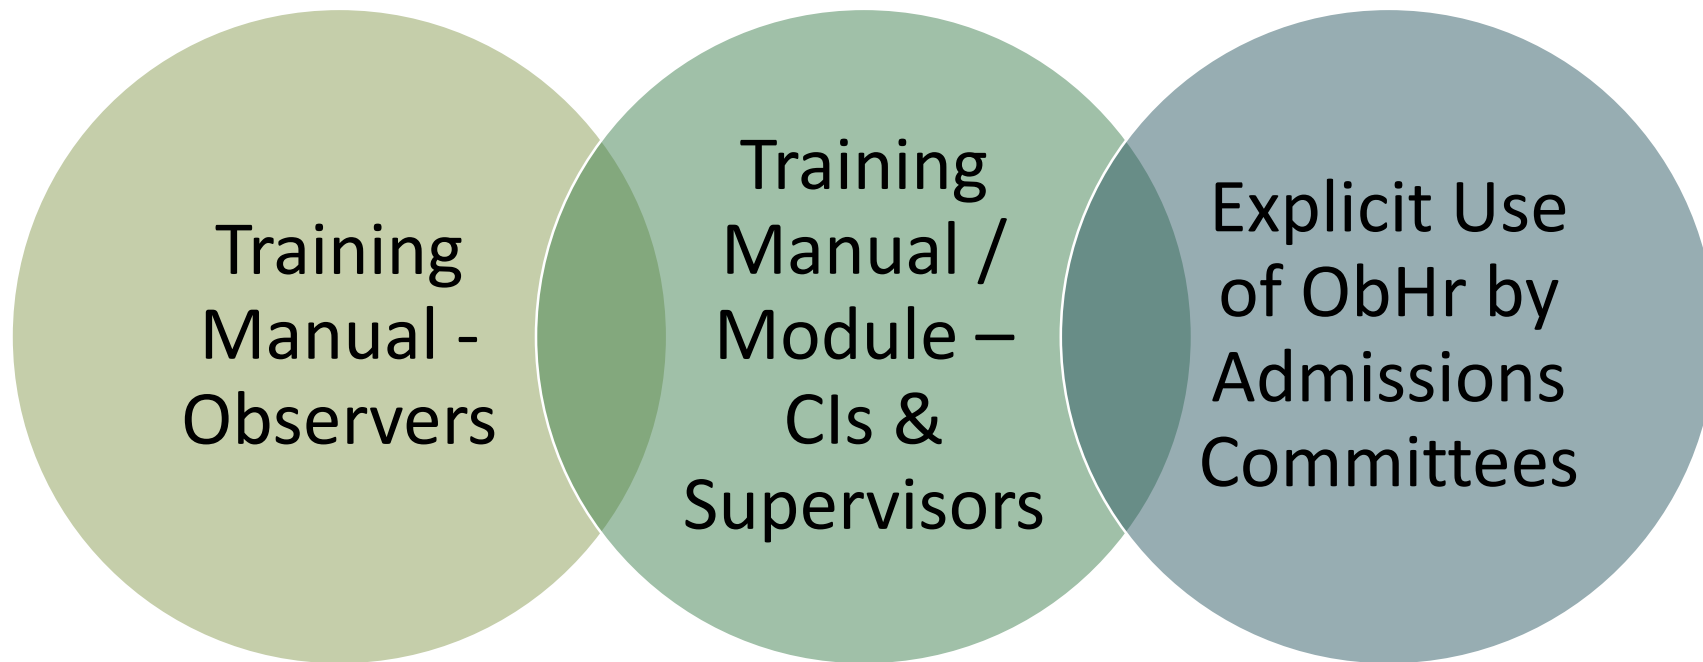 Training
Manual -
Observers
Training
Manual /
Module –
CIs &
Supervisors
Explicit Use
of ObHr by
Admissions
Committees